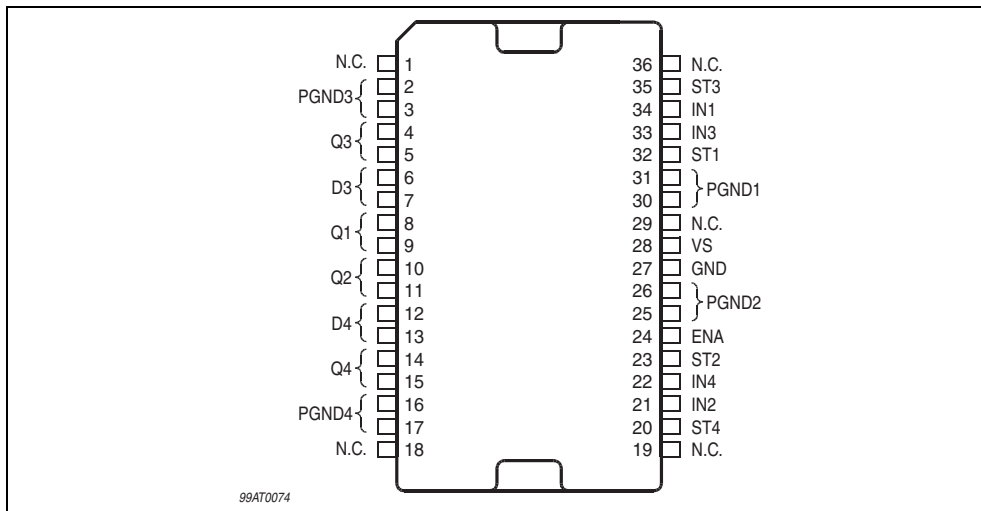 N.C. 1 36 N.C.
2 35 ST3
PGND3
3 34 IN1
4 33 IN3
Q3
5 32 ST1
6 31
D3 PGND1
7 30
8 29 N.C.
Q1
9 28 VS
10 27 GND
Q2
11 26
PGND2
12 25
D4
13 24 ENA
14 23 ST2
Q4
15 22 IN4
16 21 IN2
PGND4
17 20 ST4
N.C. 18 19 N.C.
99AT0074